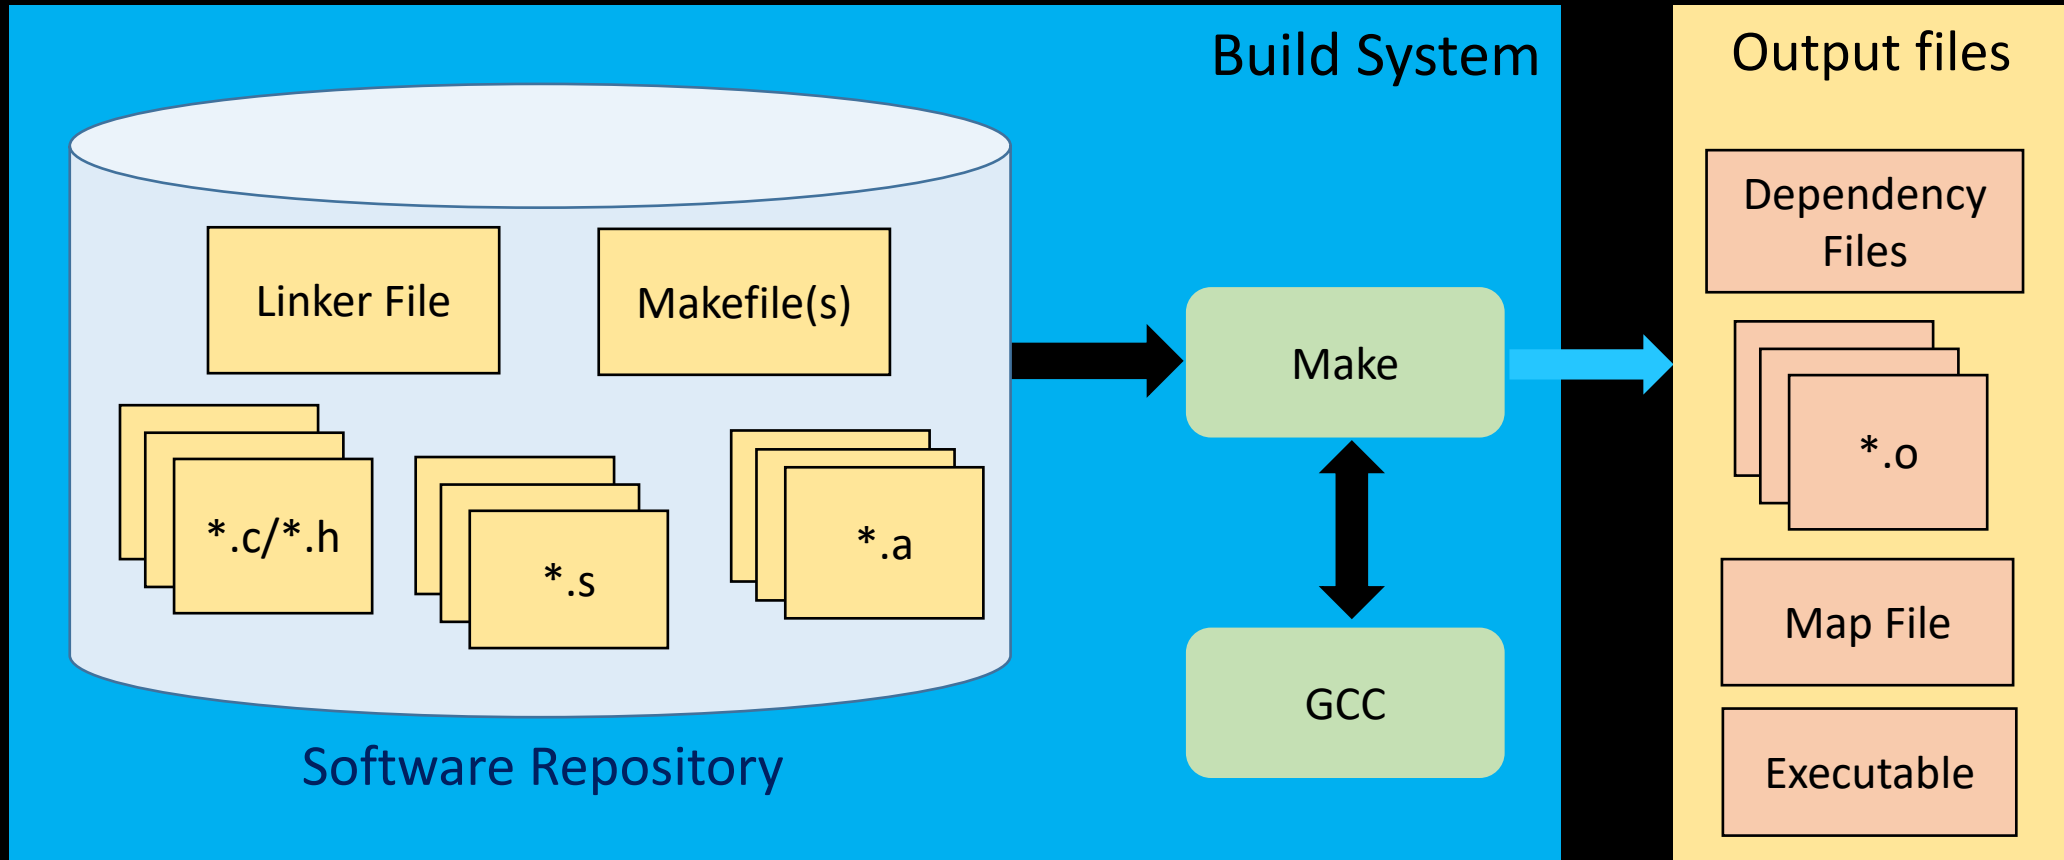 Build System
Output files
Linker File
Makefile(s)
*.c/*.h
*.s
*.a
Software Repository
Make
GCC
Dependency
Files
*.o
Map File
Executable